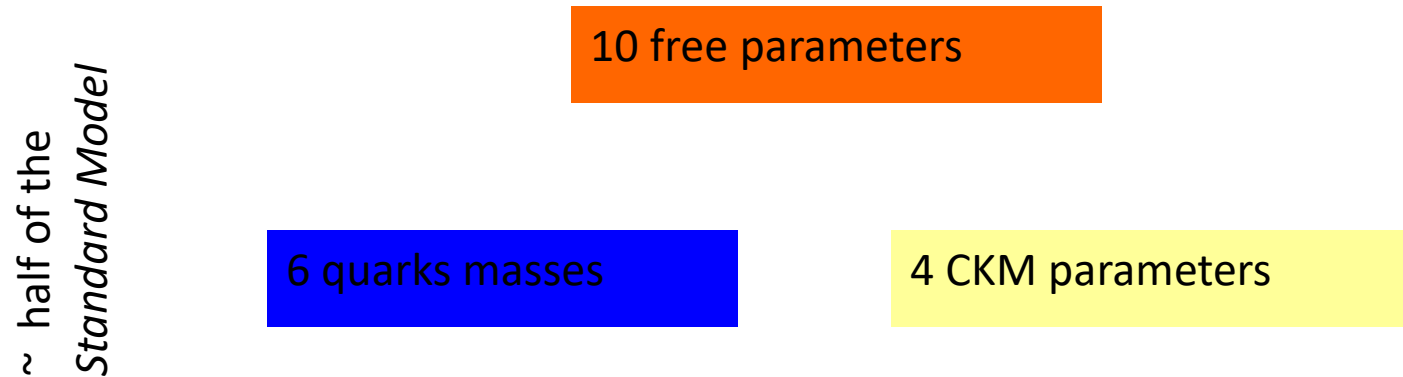 ~ half of the
Standard Model
10 free parameters
6 quarks masses
4 CKM parameters